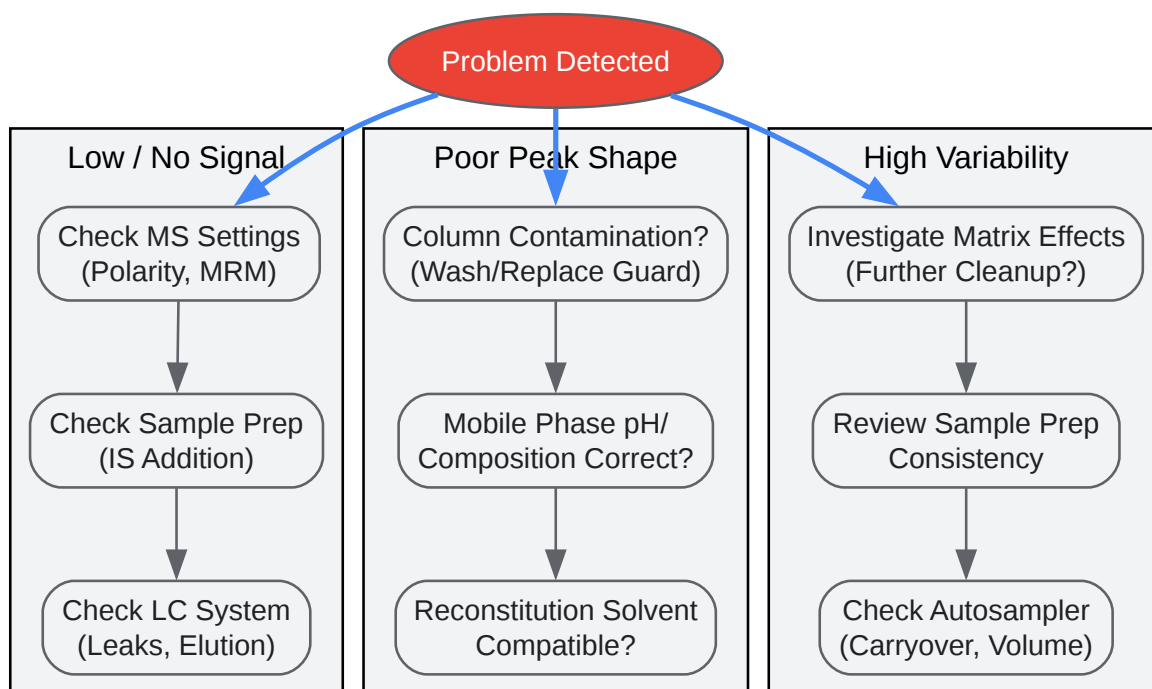 Problem Detected
Low / No Signal
Check MS Settings
(Polarity, MRM)
Check Sample Prep
(IS Addition)
Check LC System
(Leaks, Elution)
Poor Peak Shape
Column Contamination?
(Wash/Replace Guard)
Mobile Phase pH/
Composition Correct?
Reconstitution Solvent
Compatible?
High Variability
Investigate Matrix Effects
(Further Cleanup?)
Review Sample Prep
Consistency
Check Autosampler
(Carryover, Volume)